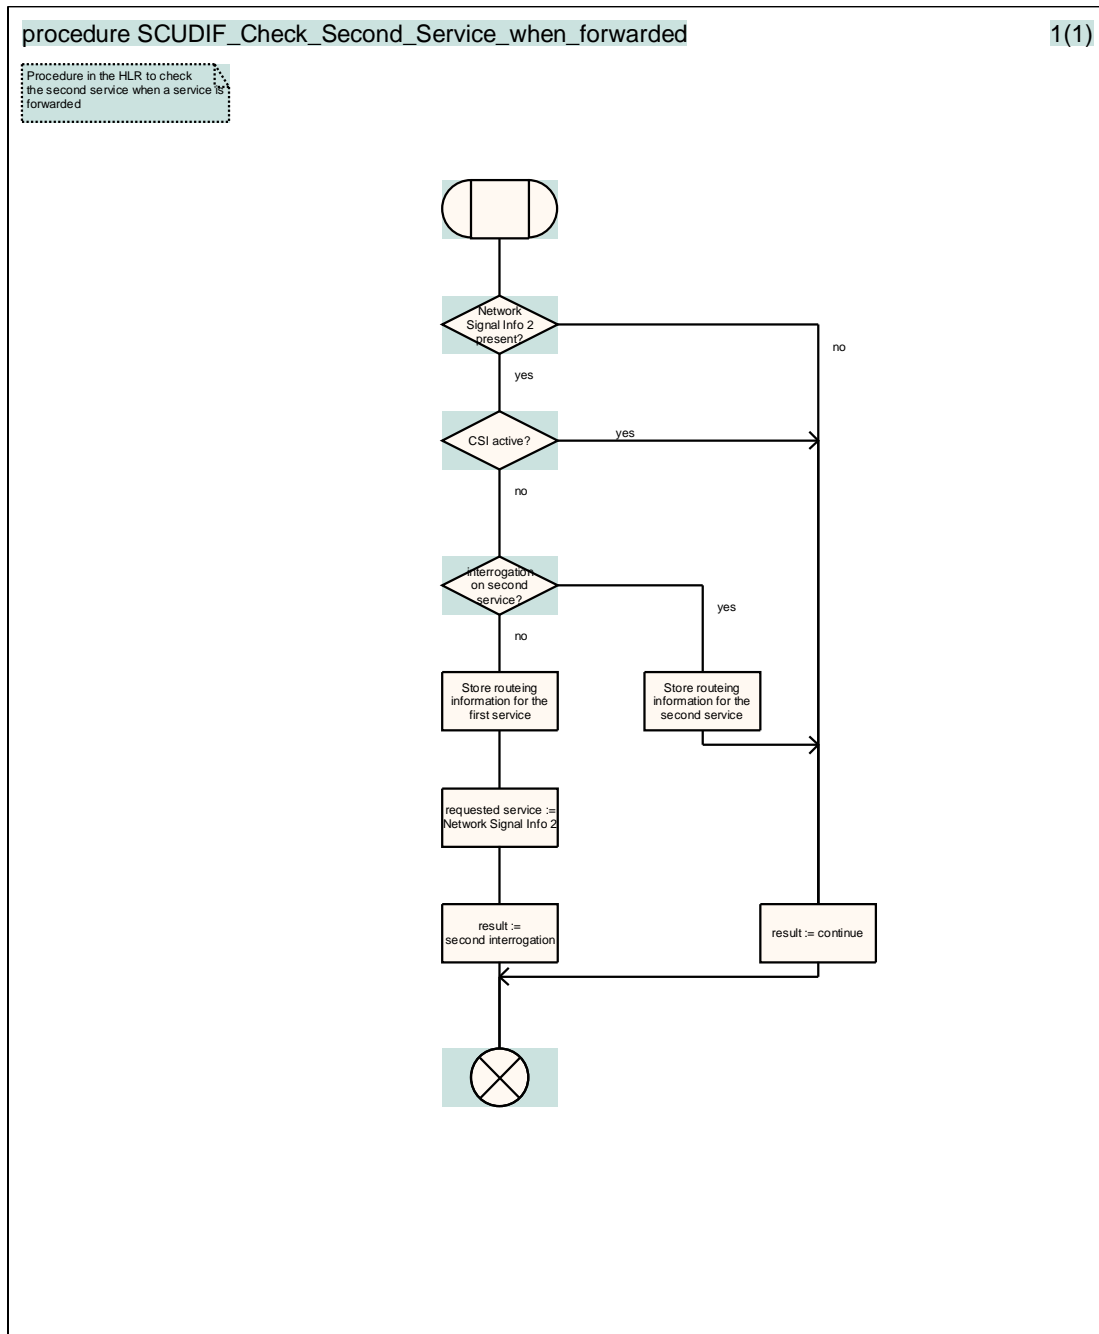 procedure SCUDIF_Check_Second_Service_when_forwarded
1(1)
Procedure in the HLR to check
the second service when a service is
forwarded
Network
Signal Info 2
present?
no
yes
CSI active?
yes
no
interrogation
on second
service?
yes
no
Store routeing
information for the
first service
Store routeing
information for the
second service
requested service :=
Network Signal Info 2
result :=
second interrogation
result := continue